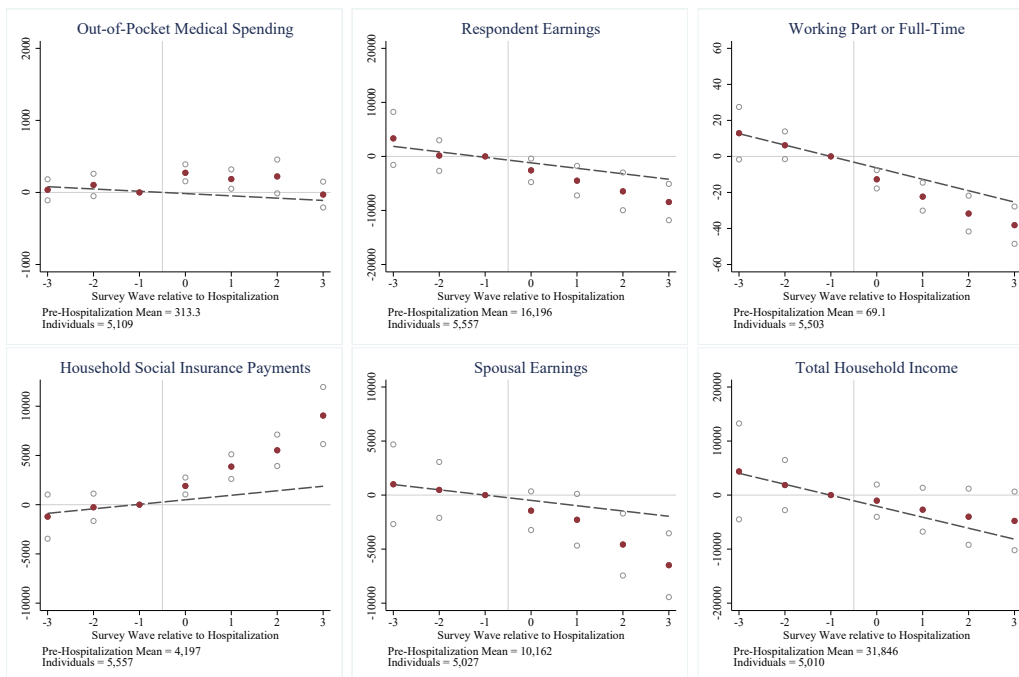 Out-of-Pocket Medical Spending
2000
1000
0
-1000
-3 -2 -1 0 1 2 3
Survey Wave relative to Hospitalization
Pre-Hospitalization Mean = 313.3
Individuals = 5,109
Respondent Earnings
20000
10000
0
-10000
-20000
-3 -2 -1 0 1 2 3
Survey Wave relative to Hospitalization
Pre-Hospitalization Mean = 16,196
Individuals = 5,557
Working Part or Full-Time
60
40
20
0
-20
-40
-60
-3 -2 -1 0 1 2 3
Survey Wave relative to Hospitalization
Pre-Hospitalization Mean = 69.1
Individuals = 5,503
Household Social Insurance Payments
10000
5000
0
-5000
-10000
-3 -2 -1 0 1 2 3
Survey Wave relative to Hospitalization
Pre-Hospitalization Mean = 4,197
Individuals = 5,557
Spousal Earnings
10000
5000
0
-5000
-10000
-3 -2 -1 0 1 2 3
Survey Wave relative to Hospitalization
Pre-Hospitalization Mean = 10,162
Individuals = 5,027
Total Household Income
20000
10000
0
-10000
-20000
-3 -2 -1 0 1 2 3
Survey Wave relative to Hospitalization
Pre-Hospitalization Mean = 31,846
Individuals = 5,010